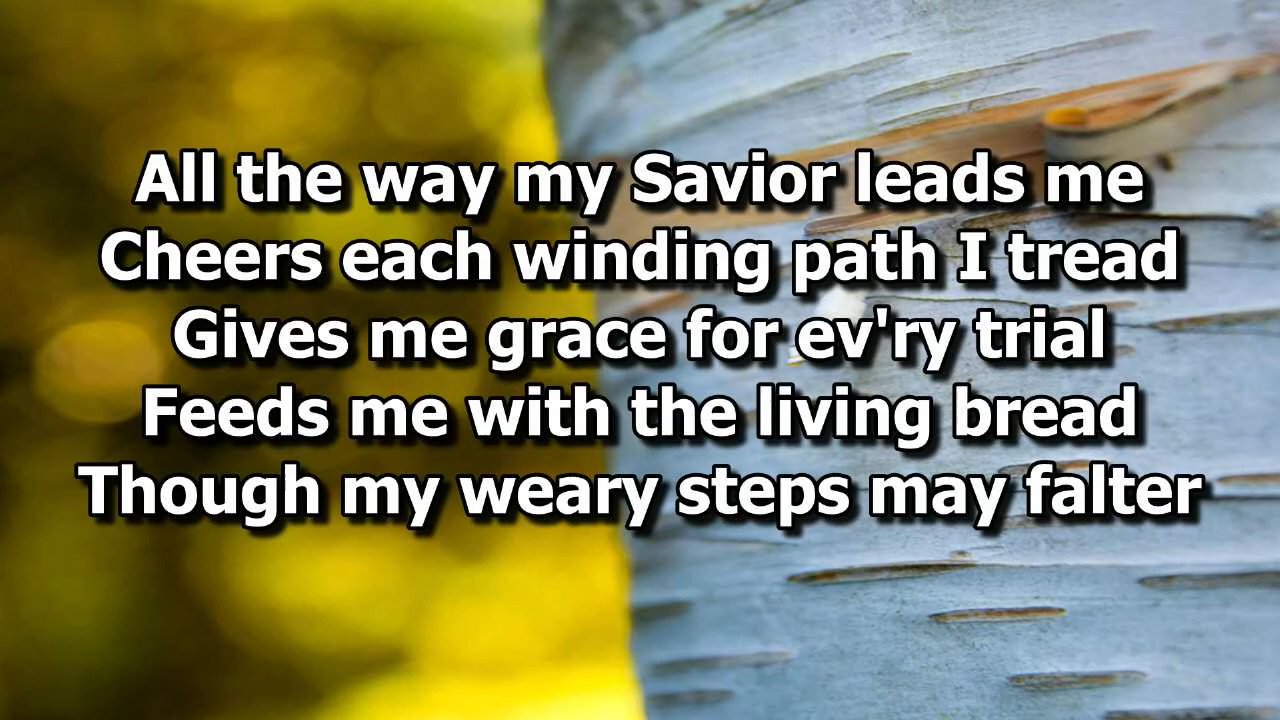 All the way my Savior leads me
Cheers each winding path I tread
Gives me grace for ev'ry trial
Feeds me with the living bread
Though my weary steps may falter